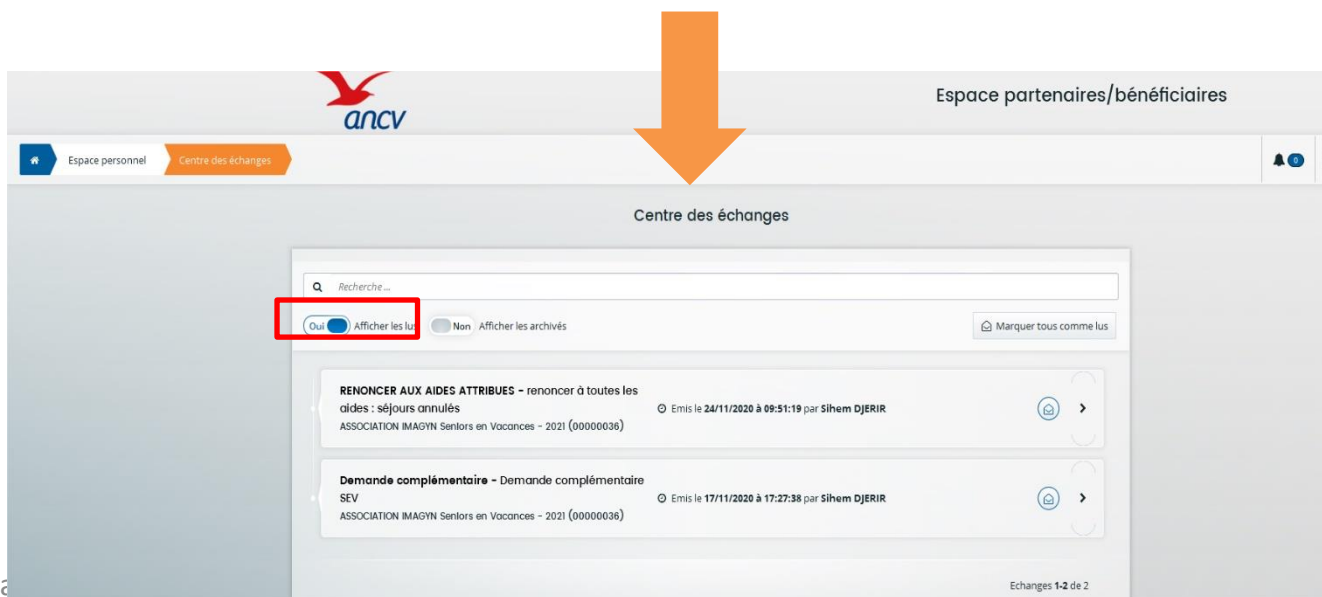 ancv
Espace partenaires/bénéficiaires
Espace personnel Centre des échanges 0
Centre des échanges
Recherche ...
Oui Afficher les lus Non Afficher les archivés Marquer tous comme lus
RENONCER AUX AIDES ATTRIBUES - renoncer à toutes les
aides : séjours annulés
Emis le 24/11/2020 à 09:51:19 par Sihem DJERIR
ASSOCIATION IMAGYN Seniors en Vacances - 2021 (00000036)
Demande complémentaire - Demande complémentaire
SEV
Emis le 17/11/2020 à 17:27:38 par Sihem DJERIR
ASSOCIATION IMAGYN Seniors en Vacances - 2021 (00000036)
Echanges 1-2 de 2